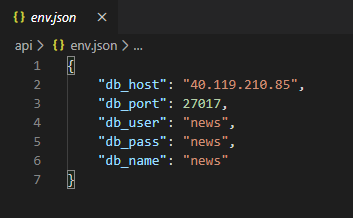 { } env.json ×
api > { } env.json > ...
1 {
2 "db_host": "40.119.210.85",
3 "db_port": 27017,
4 "db_user": "news",
5 "db_pass": "news",
6 "db_name": "news"
7 }